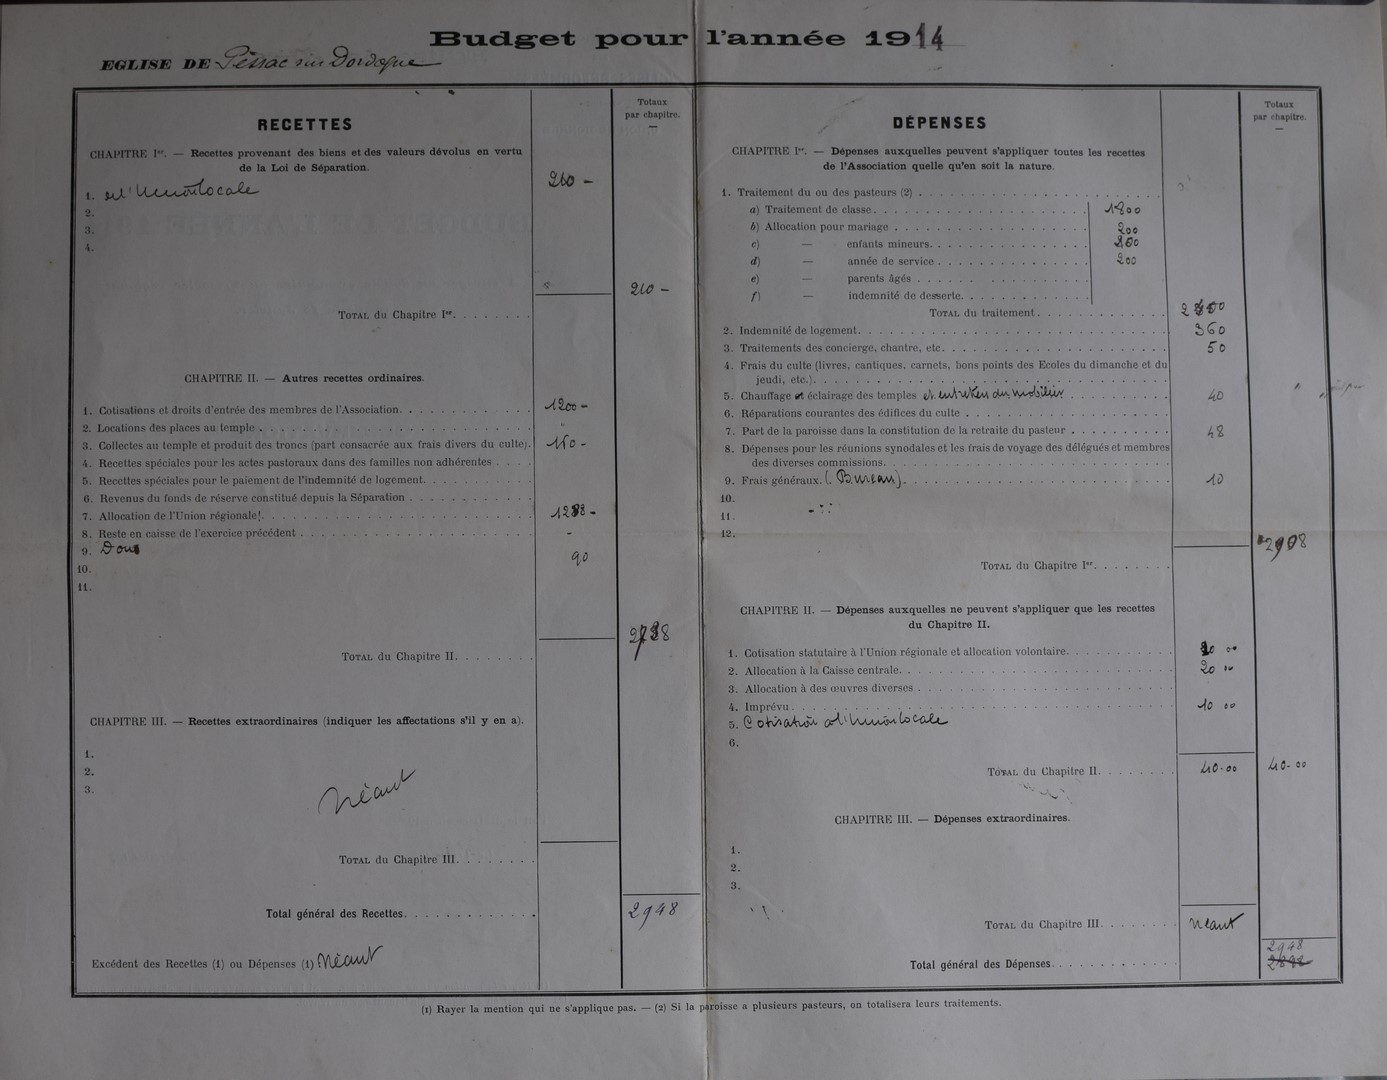 Budget pour l'année 1914
EGLISE DE Pessac sur Dordogne
RECETTES
Totaux
par chapitre.
CHAPITRE Ier. — Recettes provenant des biens et des valeurs dévolus en vertu
de la Loi de Séparation.
1. Union Locale 210 -
2.
3.
4.
210 -
TOTAL du Chapitre Ier.
CHAPITRE II. — Autres recettes ordinaires.
1. Cotisations et droits d'entrée des membres de l'Association. 1200 -
2. Locations des places au temple
3. Collectes au temple et produit des troncs (part consacrée aux frais divers du culte). 150 -
4. Recettes spéciales pour les actes pastoraux dans des familles non adhérentes
5. Recettes spéciales pour le paiement de l'indemnité de logement.
6. Revenus du fonds de réserve constitué depuis la Séparation
7. Allocation de l'Union régionale. 1298 -
8. Reste en caisse de l'exercice précédent -
9. Dons 90
10.
11.
2738
TOTAL du Chapitre II.
CHAPITRE III. — Recettes extraordinaires (indiquer les affectations s'il y en a).
1.
2.
3.
Néant
TOTAL du Chapitre III.
Total général des Recettes. 2948
Excédent des Recettes (1) ou Dépenses (1) Néant
DÉPENSES
Totaux
par chapitre.
CHAPITRE Ier. — Dépenses auxquelles peuvent s'appliquer toutes les recettes
de l'Association quelle qu'en soit la nature.
1. Traitement du ou des pasteurs (2)
a) Traitement de classe. 1800
b) Allocation pour mariage 200
c) — enfants mineurs.
d) — année de service 200
e) — parents âgés
f) — indemnité de desserte.
TOTAL du traitement
2. Indemnité de logement. 360
3. Traitements des concierge, chantre, etc. 50
4. Frais du culte (livres, cantiques, carnets, bons points des Ecoles du dimanche et du
jeudi, etc.).
5. Chauffage et éclairage des temples et entretien du mobilier 40
6. Réparations courantes des édifices du culte
7. Part de la paroisse dans la constitution de la retraite du pasteur 48
8. Dépenses pour les réunions synodales et les frais de voyage des délégués et membres
des diverses commissions.
9. Frais généraux. (Bureau) 10
10.
11.
12.
2908
TOTAL du Chapitre Ier.
CHAPITRE II. — Dépenses auxquelles ne peuvent s'appliquer que les recettes
du Chapitre II.
1. Cotisation statutaire à l'Union régionale et allocation volontaire.
2. Allocation à la Caisse centrale. 20 00
3. Allocation à des œuvres diverses
4. Imprévu 10 00
5. Cotisation à l'Union Locale
6.
TOTAL du Chapitre II. 40-00 40-00
CHAPITRE III. — Dépenses extraordinaires.
1.
2.
3.
TOTAL du Chapitre III. Néant
2948
Total général des Dépenses.
(1) Rayer la mention qui ne s'applique pas. — (2) Si la paroisse a plusieurs pasteurs, on totalisera leurs traitements.